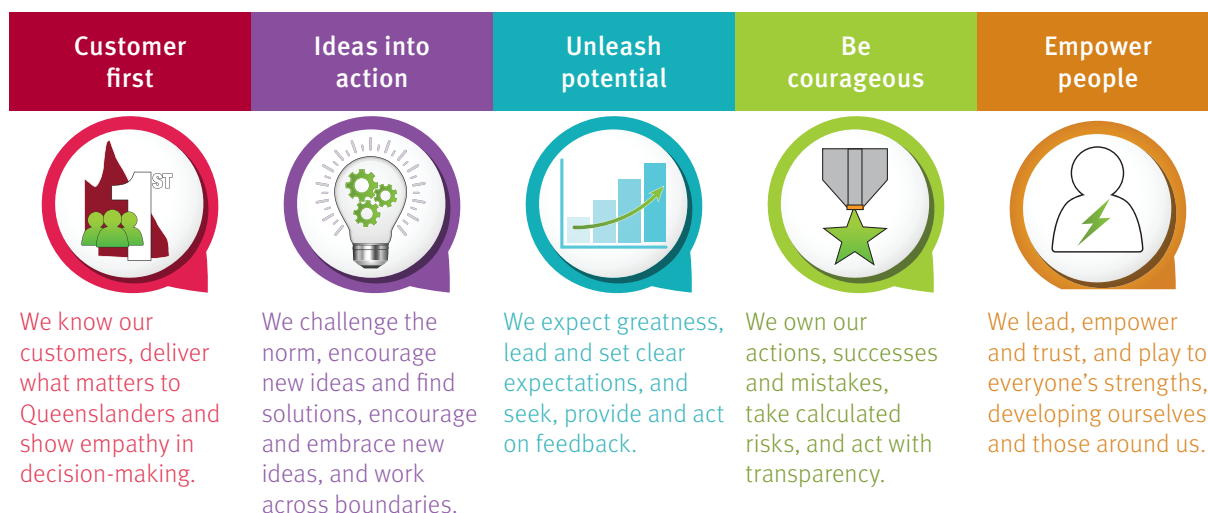 Customer
first
Ideas into
action
Unleash
potential
Be
courageous
Empower
people
1ST
We know our
customers, deliver
what matters to
Queenslanders and
show empathy in
decision-making.
We challenge the
norm, encourage
new ideas and find
solutions, encourage
and embrace new
ideas, and work
across boundaries.
We expect greatness,
lead and set clear
expectations, and
seek, provide and act
on feedback.
We own our
actions, successes
and mistakes,
take calculated
risks, and act with
transparency.
We lead, empower
and trust, and play to
everyone’s strengths,
developing ourselves
and those around us.